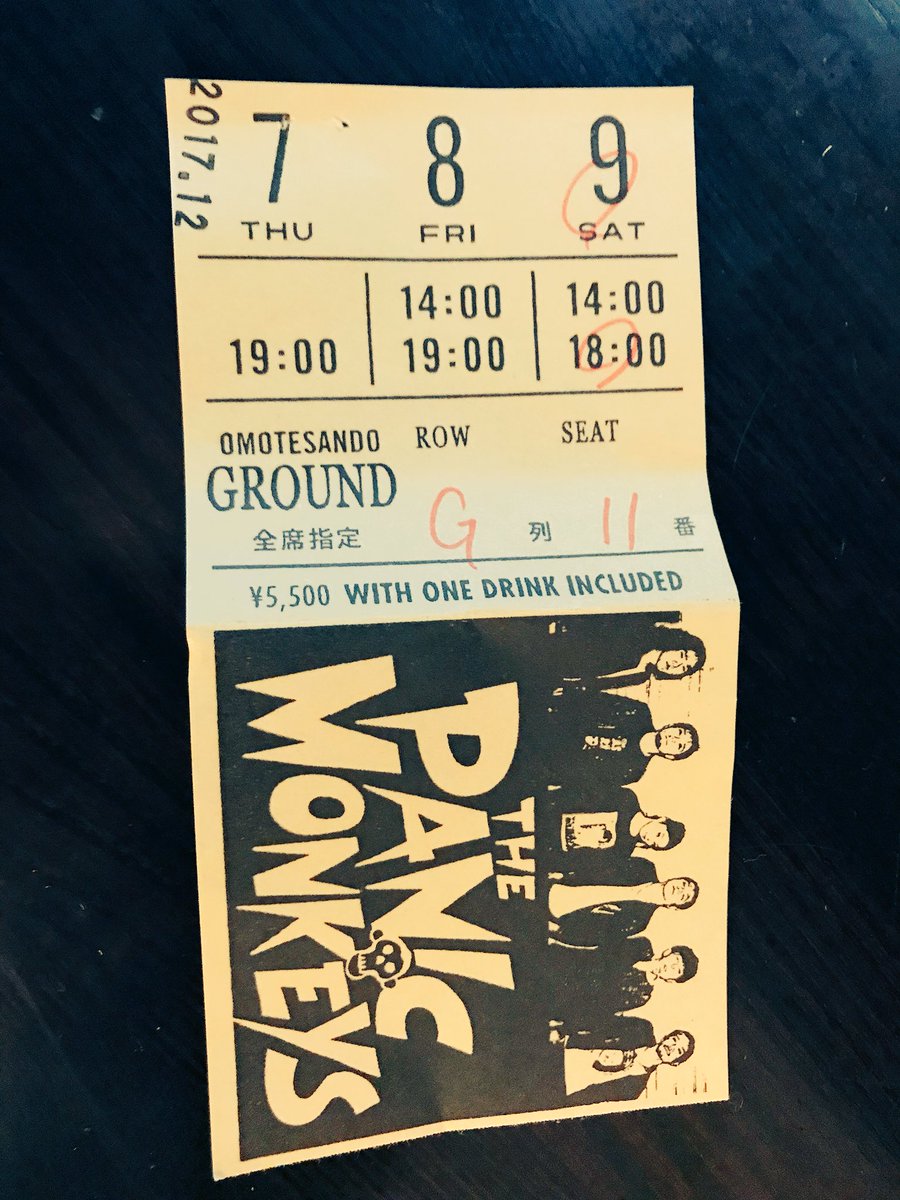 2017.12
7 8 9
THU FRI SAT
14:00 14:00
19:00 19:00 18:00
OMOTESANDO ROW SEAT
GROUND
全席指定 G 列 11 番
¥5,500 WITH ONE DRINK INCLUDED
THE
PANIC
MONKEYS